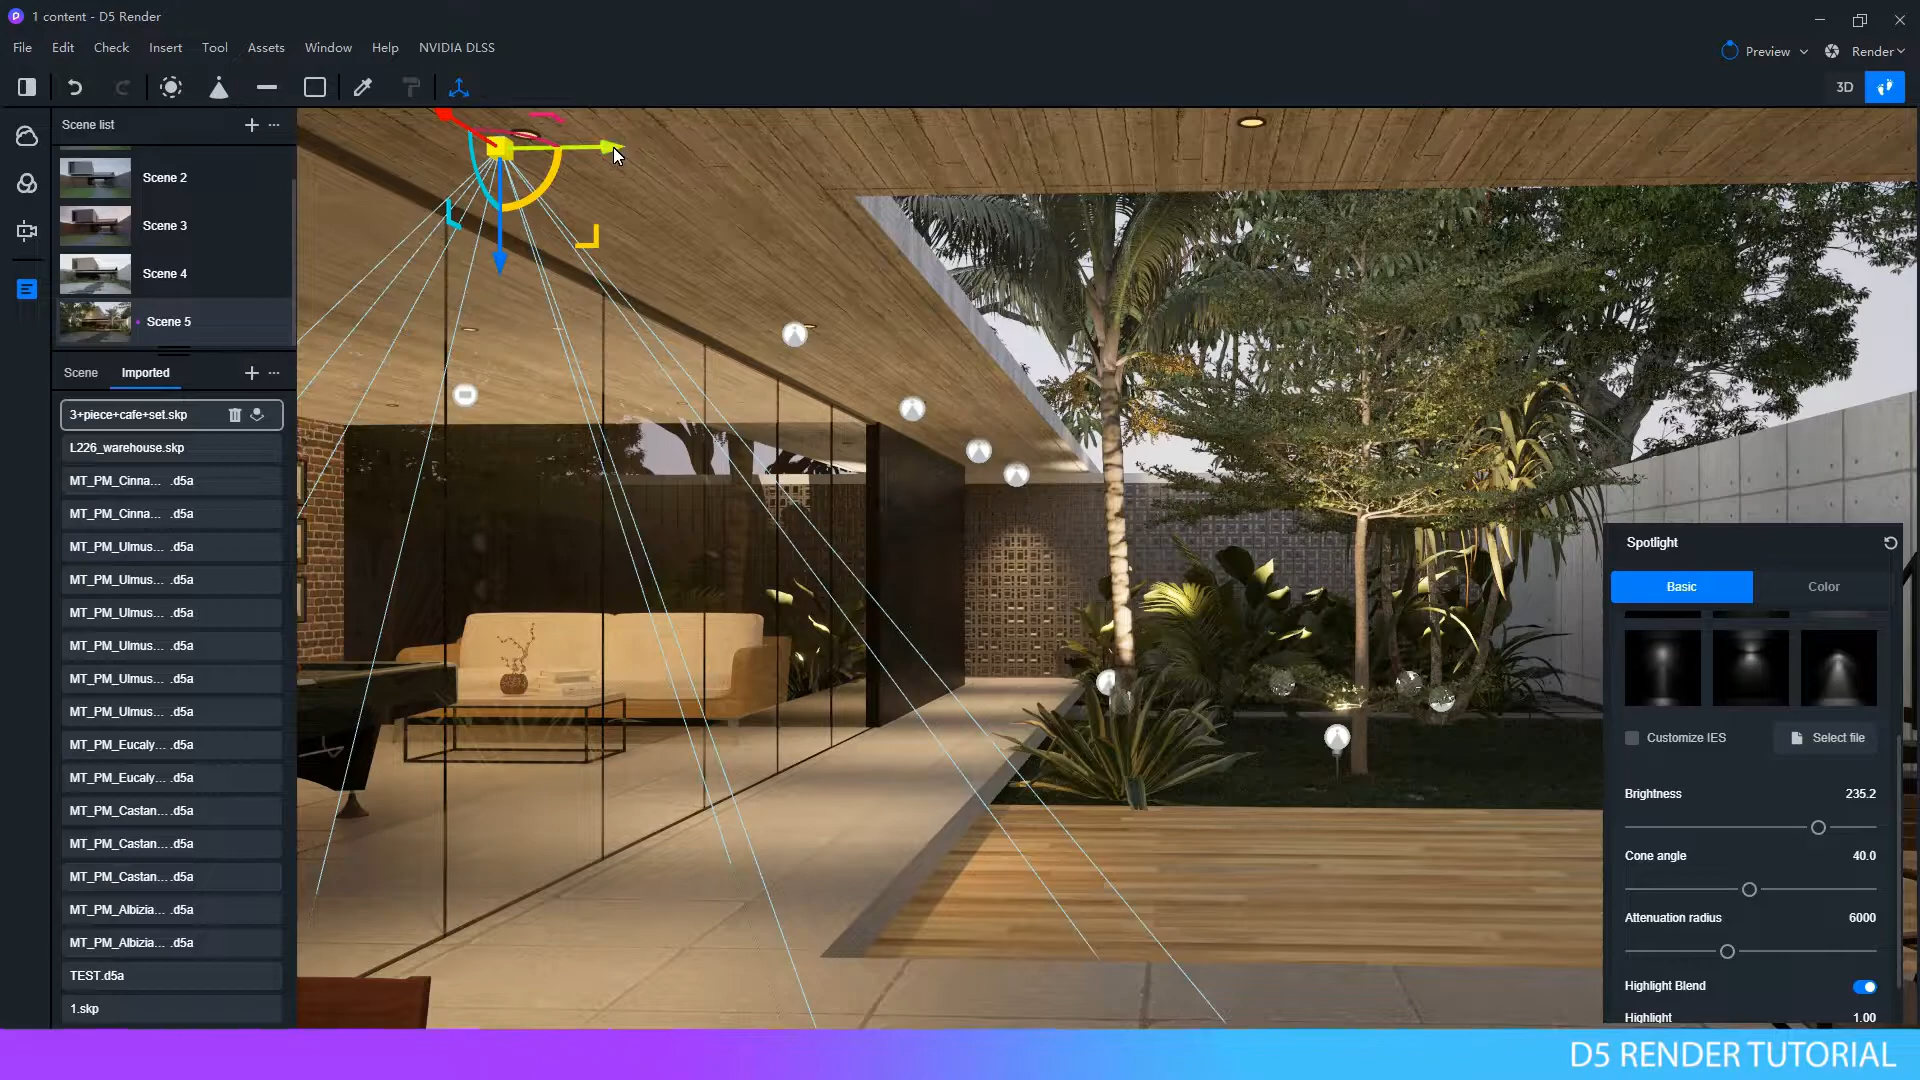 1 content - D5 Render
File Edit Check Insert Tool Assets Window Help NVIDIA DLSS
Preview Render
3D
Scene list
Scene 2
Scene 3
Scene 4
Scene 5
Scene Imported
3+piece+cafe+set.skp
L226_warehouse.skp
MT_PM_Cinna... .d5a
MT_PM_Cinna... .d5a
MT_PM_Ulmus... .d5a
MT_PM_Ulmus... .d5a
MT_PM_Ulmus... .d5a
MT_PM_Ulmus... .d5a
MT_PM_Ulmus... .d5a
MT_PM_Ulmus... .d5a
MT_PM_Eucaly... .d5a
MT_PM_Eucaly... .d5a
MT_PM_Castan... .d5a
MT_PM_Castan... .d5a
MT_PM_Castan... .d5a
MT_PM_Albizia... .d5a
MT_PM_Albizia... .d5a
TEST.d5a
1.skp
Spotlight
Basic Color
Customize IES Select file
Brightness 235.2
Cone angle 40.0
Attenuation radius 6000
Highlight Blend
Highlight 1.00
D5 RENDER TUTORIAL